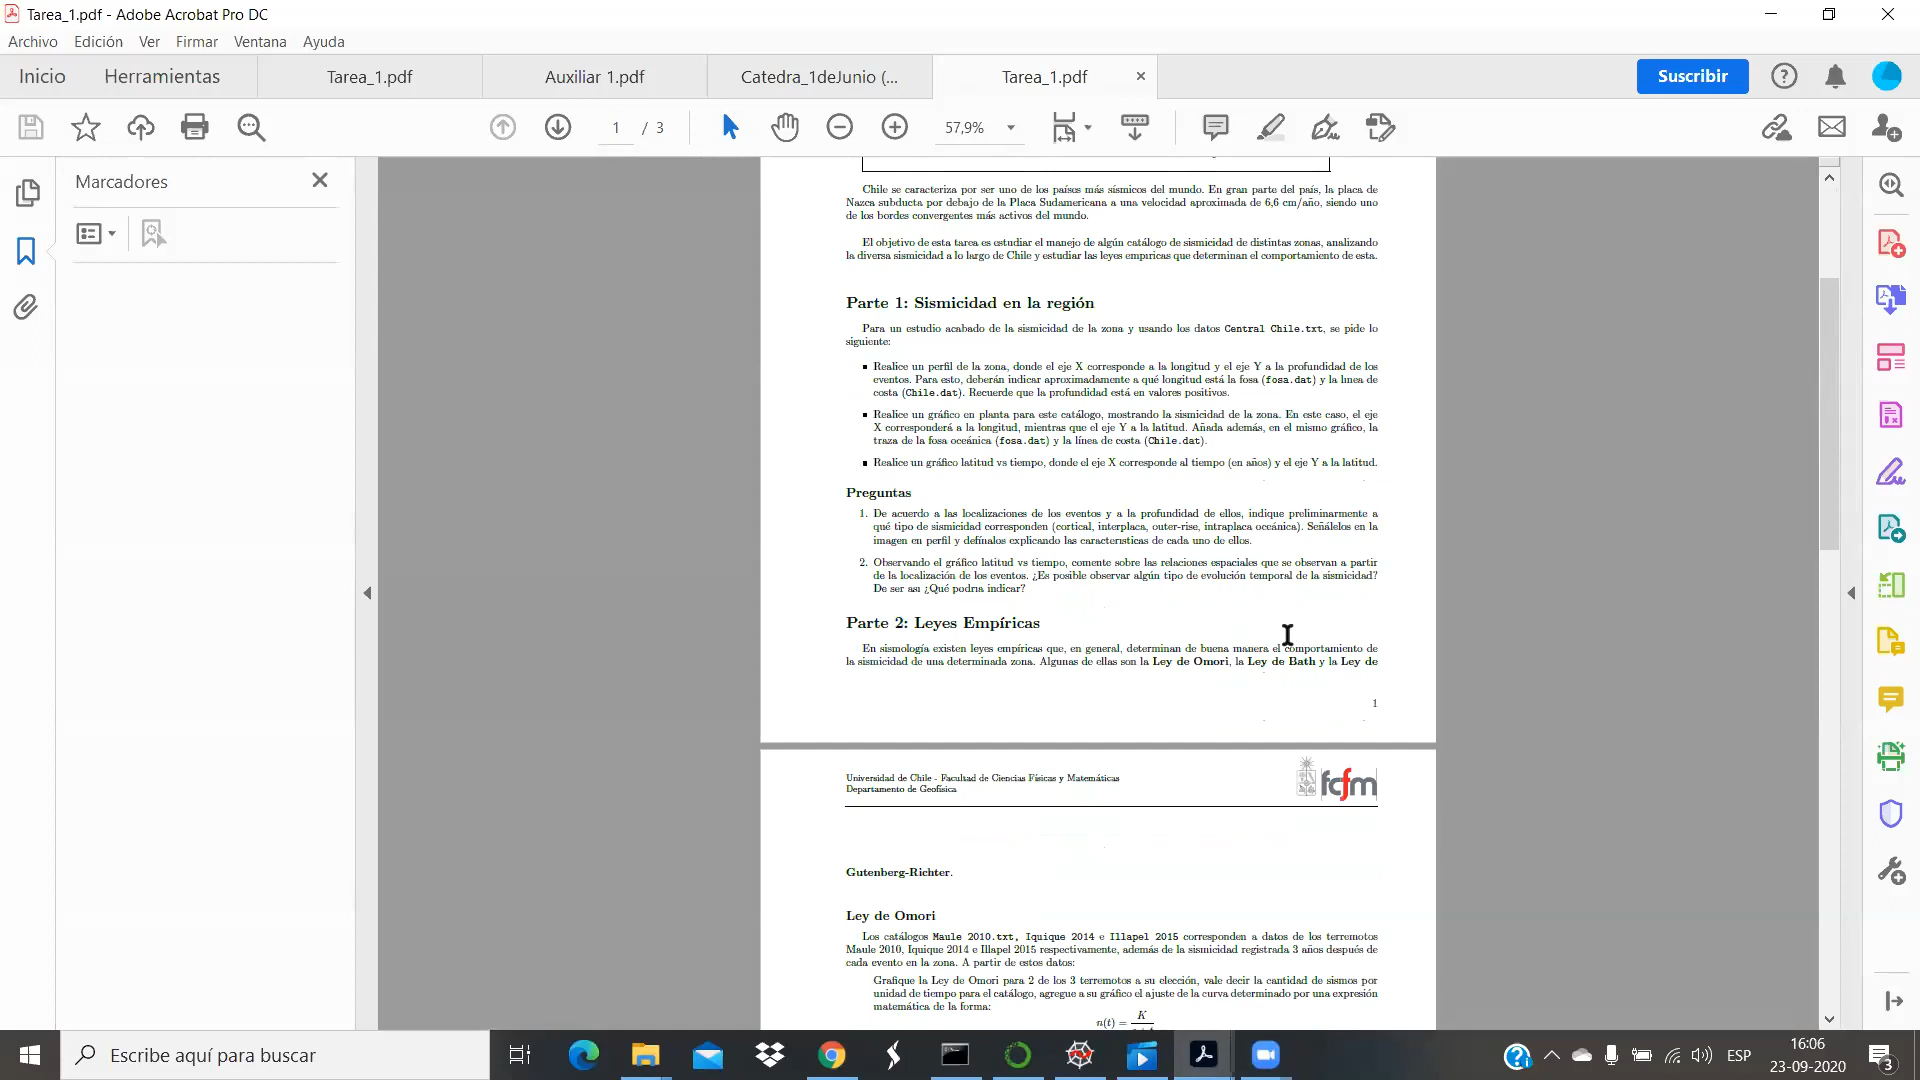 Tarea_1.pdf - Adobe Acrobat Pro DC
Archivo Edición Ver Firmar Ventana Ayuda
Inicio Herramientas Tarea_1.pdf Auxiliar 1.pdf Catedra_1deJunio (... Tarea_1.pdf Suscribir
1 / 3 57,9%
Marcadores
Chile se caracteriza por ser uno de los países más sísmicos del mundo. En gran parte del país, la placa de
Nazca subducta por debajo de la Placa Sudamericana a una velocidad aproximada de 6,6 cm/año, siendo uno
de los bordes convergentes más activos del mundo.
El objetivo de esta tarea es estudiar el manejo de algún catálogo de sismicidad de distintas zonas, analizando
la diversa sismicidad a lo largo de Chile y estudiar las leyes empíricas que determinan el comportamiento de esta.
Parte 1: Sismicidad en la región
Para un estudio acabado de la sismicidad de la zona y usando los datos Central Chile.txt, se pide lo
siguiente:
Realice un perfil de la zona, donde el eje X corresponde a la longitud y el eje Y a la profundidad de los
eventos. Para esto, deberán indicar aproximadamente a qué longitud está la fosa (fosa.dat) y la línea de
costa (Chile.dat). Recuerde que la profundidad está en valores positivos.
Realice un gráfico en planta para este catálogo, mostrando la sismicidad de la zona. En este caso, el eje
X corresponderá a la longitud, mientras que el eje Y a la latitud. Añada además, en el mismo gráfico, la
traza de la fosa oceánica (fosa.dat) y la línea de costa (Chile.dat).
Realice un gráfico latitud vs tiempo, donde el eje X corresponde al tiempo (en años) y el eje Y a la latitud.
Preguntas
1. De acuerdo a las localizaciones de los eventos y a la profundidad de ellos, indique preliminarmente a
qué tipo de sismicidad corresponden (cortical, interplaca, outer-rise, intraplaca oceánica). Señálelos en la
imagen en perfil y defínalos explicando las características de cada uno de ellos.
2. Observando el gráfico latitud vs tiempo, comente sobre las relaciones espaciales que se observan a partir
de la localización de los eventos. ¿Es posible observar algún tipo de evolución temporal de la sismicidad?
De ser así ¿Qué podría indicar?
Parte 2: Leyes Empíricas
En sismología existen leyes empíricas que, en general, determinan de buena manera el comportamiento de
la sismicidad de una determinada zona. Algunas de ellas son la Ley de Omori, la Ley de Bath y la Ley de
1
Universidad de Chile - Facultad de Ciencias Físicas y Matemáticas
Departamento de Geofísica
fcfm
Gutenberg-Richter.
Ley de Omori
Los catálogos Maule 2010.txt, Iquique 2014 e Illapel 2015 corresponden a datos de los terremotos
Maule 2010, Iquique 2014 e Illapel 2015 respectivamente, además de la sismicidad registrada 3 años después de
cada evento en la zona. A partir de estos datos:
Grafique la Ley de Omori para 2 de los 3 terremotos a su elección, vale decir la cantidad de sismos por
unidad de tiempo para el catálogo, agregue a su gráfico el ajuste de la curva determinado por una expresión
matemática de la forma:
n(t) = K
Escribe aquí para buscar
ESP
16:06
23-09-2020
3